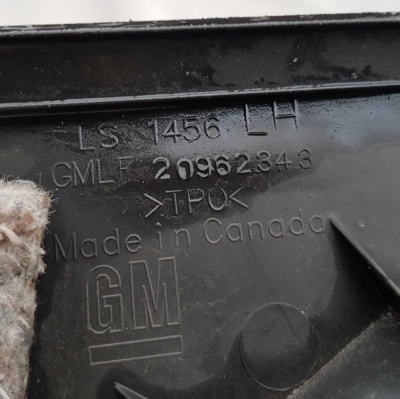 LS 1456 LH
GMLF 20962343
>TPO<
Made in Canada
GM